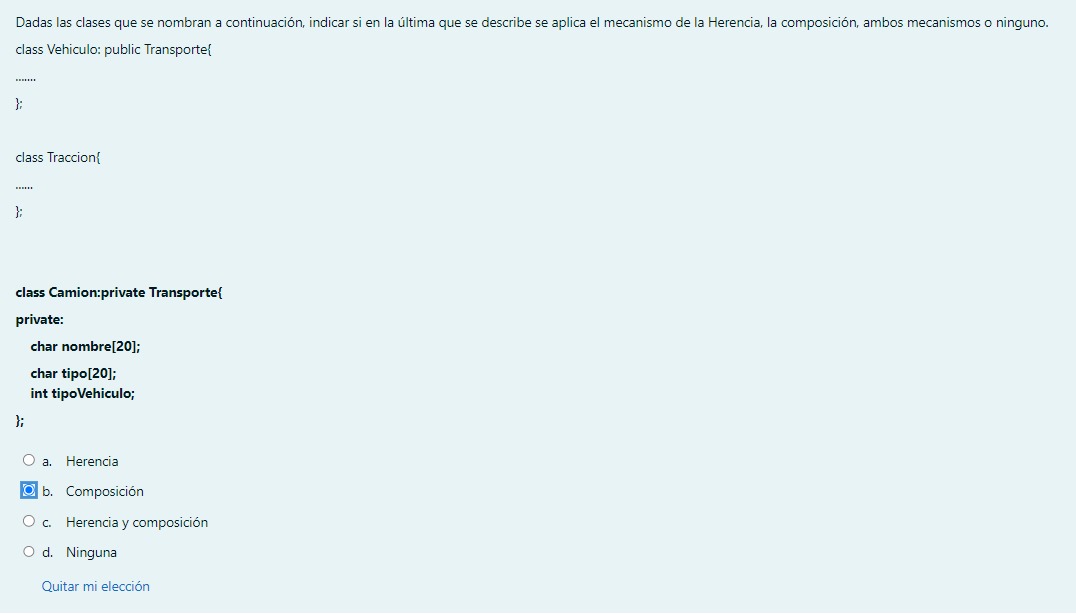 Dadas las clases que se nombran a continuación, indicar si en la última que se describe se aplica el mecanismo de la Herencia, la composición, ambos mecanismos o ninguno.
class Vehiculo: public Transporte{
.......
};
class Traccion{
......
};
class Camion:private Transporte{
private:
char nombre[20];
char tipo[20];
int tipoVehiculo;
};
a. Herencia
b. Composición
c. Herencia y composición
d. Ninguna
Quitar mi elección